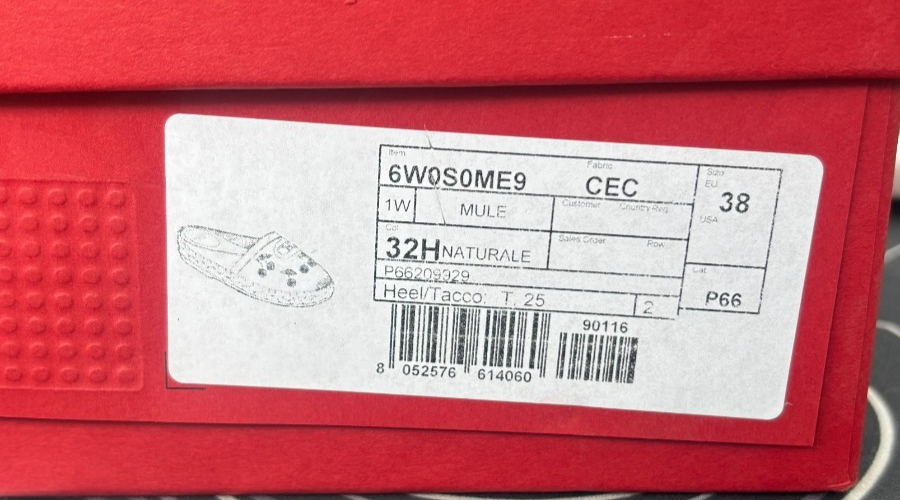 Item
Fabric
Size
6W0S0ME9
CEC
EU
38
USA
1W
MULE
Customer
Country Reg.
Col
32H NATURALE
Sales Order
Row
P66209929
Cat.
P66
Heel/Tacco: T. 25
2
90116
8 052576 614060